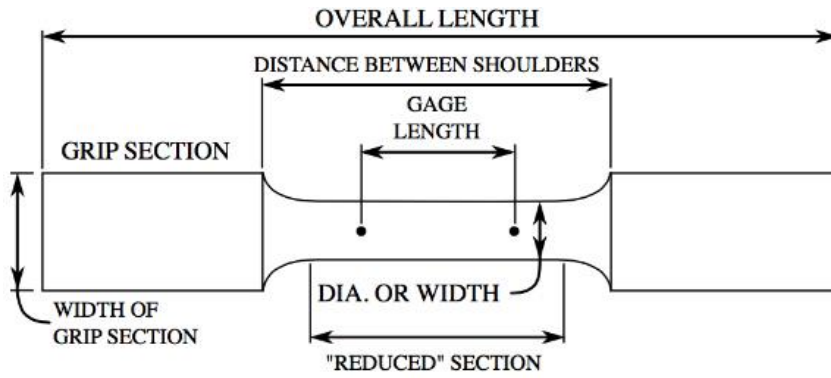 OVERALL LENGTH
DISTANCE BETWEEN SHOULDERS
GAGE
LENGTH
GRIP SECTION
DIA. OR WIDTH
WIDTH OF
GRIP SECTION
"REDUCED" SECTION